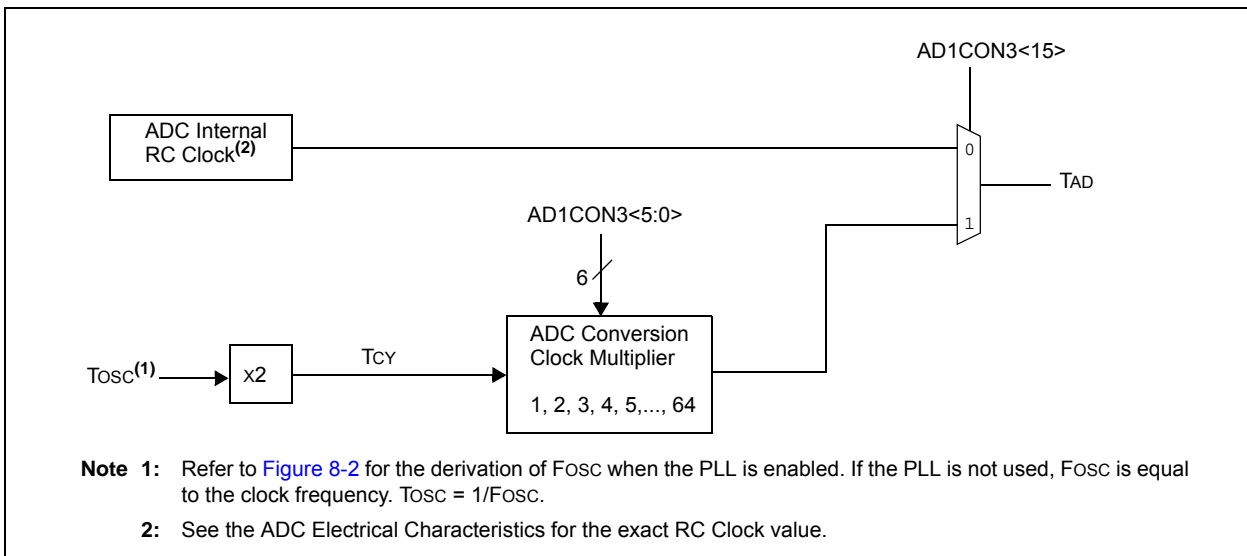 AD1CON3<15>
ADC Internal
RC Clock(2)
0
TAD
AD1CON3<5:0>
1
6
ADC Conversion
Clock Multiplier
TCY
TOSC(1)
X2
1, 2, 3, 4, 5,..., 64
Note 1: Refer to Figure 8-2 for the derivation of FOSC when the PLL is enabled. If the PLL is not used, FOSC is equal
to the clock frequency. TOSC = 1/FOSC.
2: See the ADC Electrical Characteristics for the exact RC Clock value.